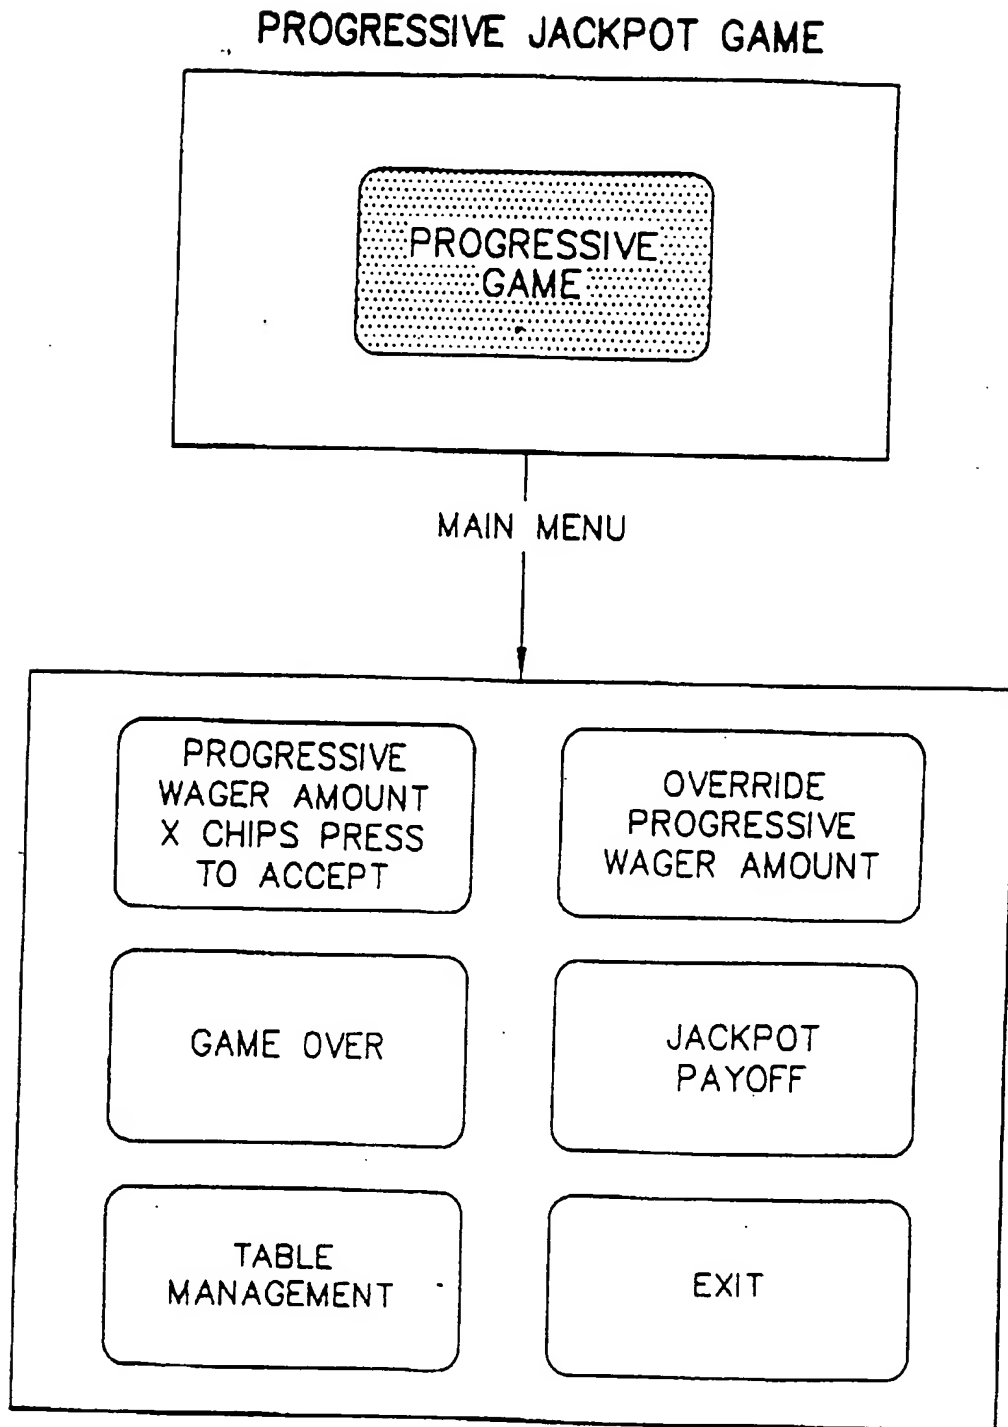 PROGRESSIVE JACKPOT GAME
PROGRESSIVE
GAME
MAIN MENU
PROGRESSIVE
WAGER AMOUNT
X CHIPS PRESS
TO ACCEPT
OVERRIDE
PROGRESSIVE
WAGER AMOUNT
GAME OVER
JACKPOT
PAYOFF
TABLE
MANAGEMENT
EXIT